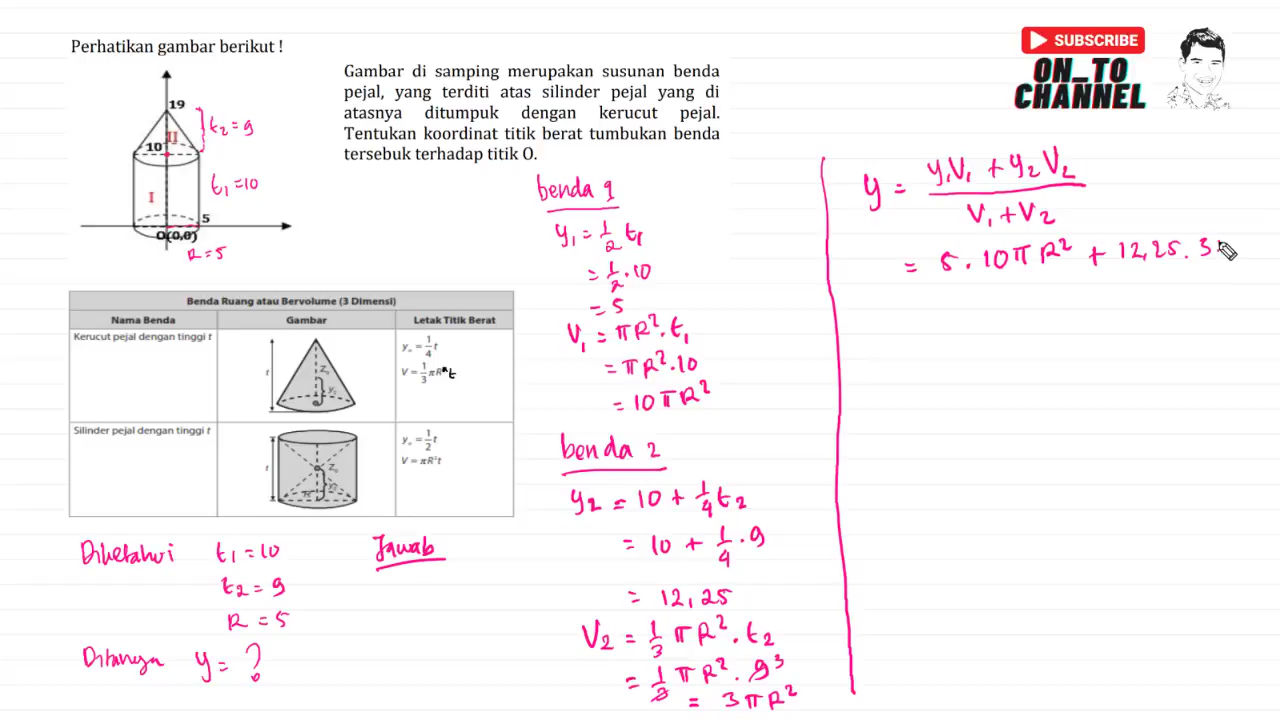 Perhatikan gambar berikut !
19
t₂ = 9
II
10
I
t₁ = 10
5
O(0,0)
R = 5
Gambar di samping merupakan susunan benda
pejal, yang terditi atas silinder pejal yang di
atasnya ditumpuk dengan kerucut pejal.
Tentukan koordinat titik berat tumbukan benda
tersebut terhadap titik O.
SUBSCRIBE
ON_TO
CHANNEL
Benda Ruang atau Bervolume (3 Dimensi)
Nama Benda Gambar Letak Titik Berat
Kerucut pejal dengan tinggi t
t
Z₀
y₀ = 1/4 t
V = 1/3 πR²t
Silinder pejal dengan tinggi t
t
Z₀
y₀ = 1/2 t
V = πR²t
Diketahui t₁ = 10
t₂ = 9
R = 5
Ditanya y = ?
Jawab
benda 1
y₁ = 1/2 t₁
= 1/2 · 10
= 5
V₁ = πR² · t₁
= πR² · 10
= 10πR²
benda 2
y₂ = 10 + 1/4 t₂
= 10 + 1/4 · 9
= 12,25
V₂ = 1/3 πR² · t₂
= 1/3 πR² · 9 3
= 3πR²
y = y₁V₁ + y₂V₂ / V₁ + V₂
= 5 · 10πR² + 12,25 · 3